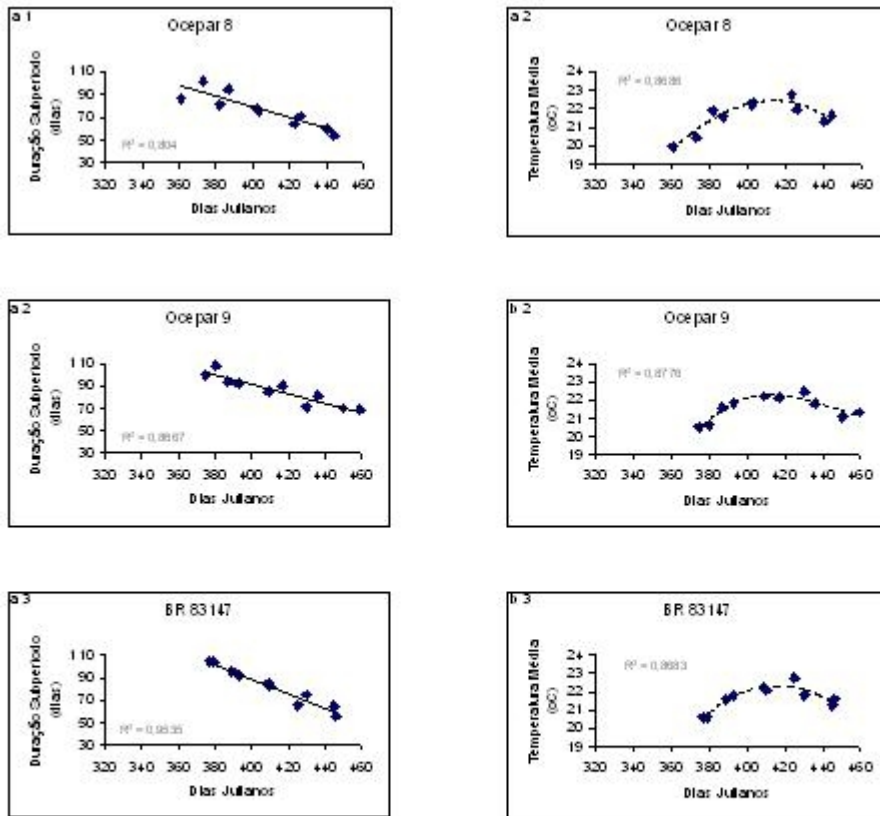 a 1
Ocepar 8
Duração Subperíodo
(dias)
110
90
70
50
30
R² = 0,804
320 340 360 380 400 420 440 460
Dias Julianos
a 2
Ocepar 8
Temperatura Média
(oC)
24
23
22
21
20
19
R² = 0,8686
320 340 360 380 400 420 440 460
Dias Julianos
a 2
Ocepar 9
Duração Subperíodo
(dias)
110
90
70
50
30
R² = 0,8667
320 340 360 380 400 420 440 460
Dias Julianos
b 2
Ocepar 9
Temperatura Média
(oC)
24
23
22
21
20
19
R² = 0,8776
320 340 360 380 400 420 440 460
Dias Julianos
a 3
BR 83147
Duração Subperíodo
(dias)
110
90
70
50
30
R² = 0,9535
320 340 360 380 400 420 440 460
Dias Julianos
b 3
BR 83147
Temperatura Média
(oC)
24
23
22
21
20
19
R² = 0,8683
320 340 360 380 400 420 440 460
Dias Julianos